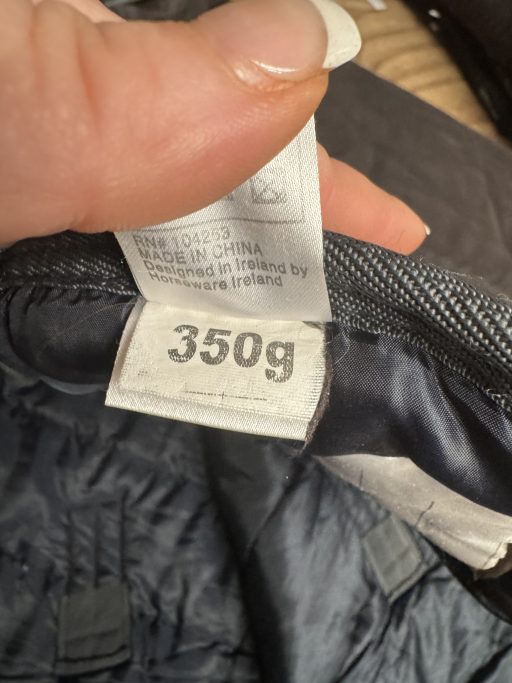 RN# 104253
MADE IN CHINA
Designed in Ireland by
Horseware Ireland
350g